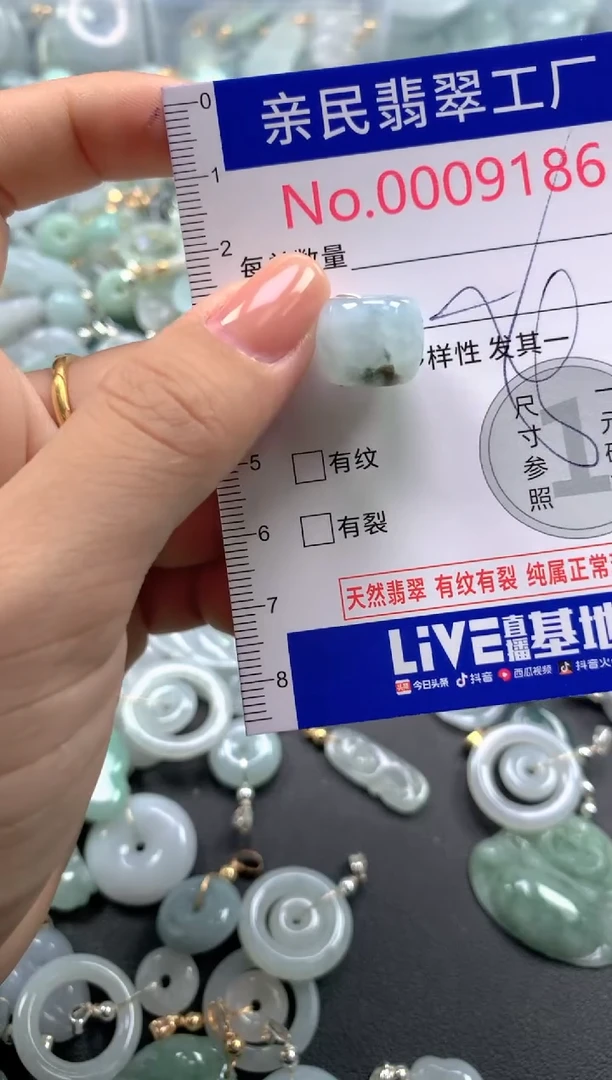 0
亲民翡翠工厂
1
No.0009186
2
数量
样性 发其一
尺寸参照
1
元
5
有纹
6
有裂
7
天然翡翠 有纹有裂 纯属正常
LiVE直播基地
8
今日头条 抖音 西瓜视频 抖音火